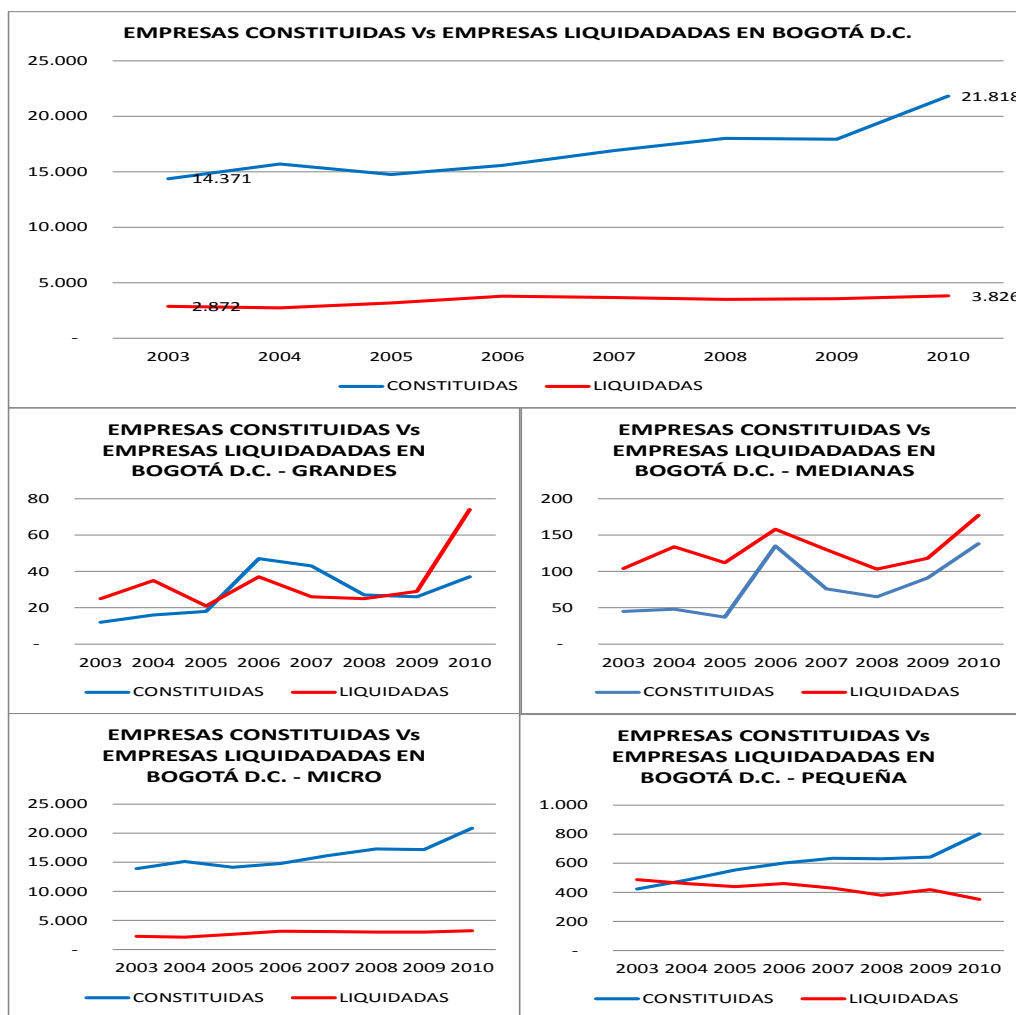 EMPRESAS CONSTITUIDAS Vs EMPRESAS LIQUIDADADAS EN BOGOTÁ D.C.
25.000
21.818
20.000
15.000
14.371
10.000
5.000
2.872
3.826
-
2003 2004 2005 2006 2007 2008 2009 2010
CONSTITUIDAS LIQUIDADAS
EMPRESAS CONSTITUIDAS Vs
EMPRESAS LIQUIDADADAS EN
BOGOTÁ D.C. - GRANDES
80
60
40
20
-
2003 2004 2005 2006 2007 2008 2009 2010
CONSTITUIDAS LIQUIDADAS
EMPRESAS CONSTITUIDAS Vs
EMPRESAS LIQUIDADADAS EN
BOGOTÁ D.C. - MEDIANAS
200
150
100
50
-
2003 2004 2005 2006 2007 2008 2009 2010
CONSTITUIDAS LIQUIDADAS
EMPRESAS CONSTITUIDAS Vs
EMPRESAS LIQUIDADADAS EN
BOGOTÁ D.C. - MICRO
25.000
20.000
15.000
10.000
5.000
-
2003 2004 2005 2006 2007 2008 2009 2010
CONSTITUIDAS LIQUIDADAS
EMPRESAS CONSTITUIDAS Vs
EMPRESAS LIQUIDADADAS EN
BOGOTÁ D.C. - PEQUEÑA
1.000
800
600
400
200
-
2003 2004 2005 2006 2007 2008 2009 2010
CONSTITUIDAS LIQUIDADAS